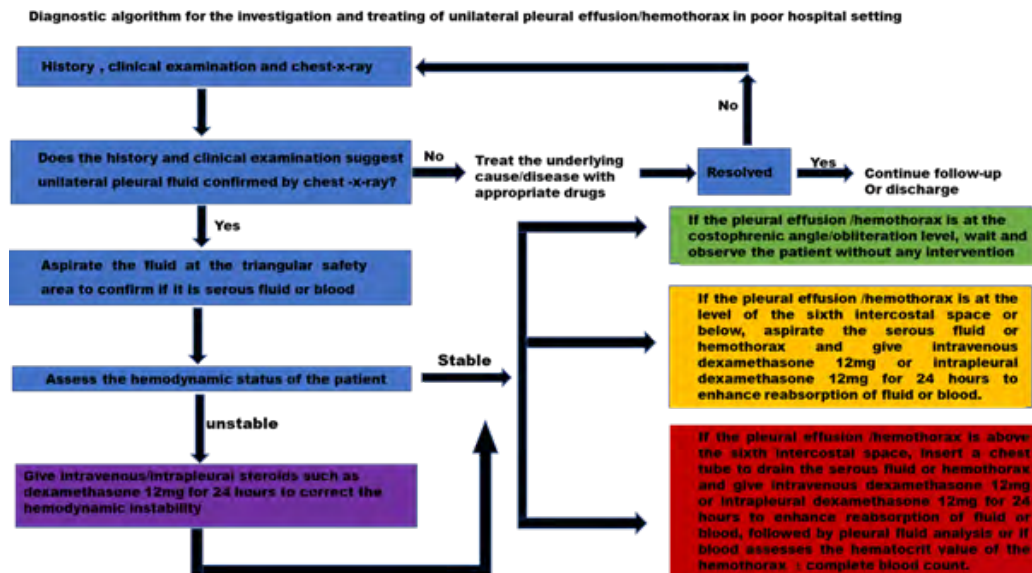 Diagnostic algorithm for the investigation and treating of unilateral pleural effusion/hemothorax in poor hospital setting
History , clinical examination and chest-x-ray
No
Does the history and clinical examination suggest
unilateral pleural fluid confirmed by chest -x-ray?
No
Treat the underlying
cause/disease with
appropriate drugs
Resolved
Yes
Continue follow-up
Or discharge
Yes
If the pleural effusion /hemothorax is at the
costophrenic angle/obliteration level, wait and
observe the patient without any intervention
Aspirate the fluid at the triangular safety
area to confirm if it is serous fluid or blood
If the pleural effusion /hemothorax is at the
level of the sixth intercostal space or
below, aspirate the serous fluid or
hemothorax and give intravenous
dexamethasone 12mg or intrapleural
dexamethasone 12mg for 24 hours to
enhance reabsorption of fluid or blood.
Assess the hemodynamic status of the patient
Stable
unstable
Give intravenous/intrapleural steroids such as
dexamethasone 12mg for 24 hours to correct the
hemodynamic instability
If the pleural effusion /hemothorax is above
the sixth intercostal space, insert a chest
tube to drain the serous fluid or hemothorax
and give intravenous dexamethasone 12mg
or intrapleural dexamethasone 12mg for 24
hours to enhance reabsorption of fluid or
blood, followed by pleural fluid analysis or if
blood assesses the hematocrit value of the
hemothorax : complete blood count.